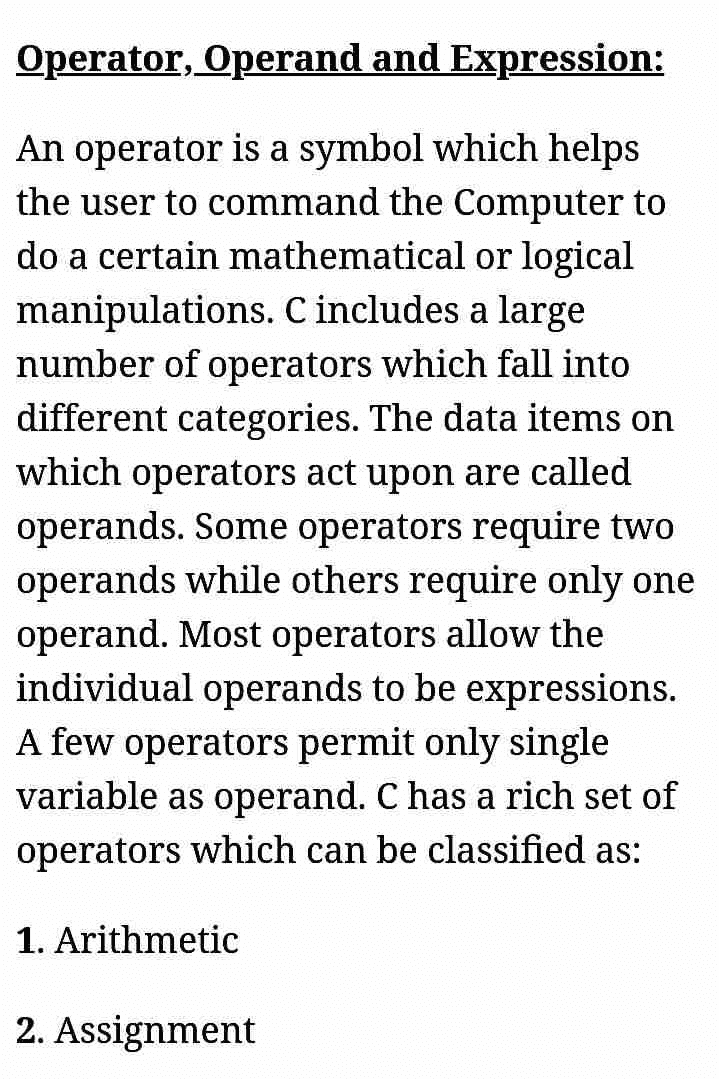 Operator, Operand and Expression:
An operator is a symbol which helps
the user to command the Computer to
do a certain mathematical or logical
manipulations. C includes a large
number of operators which fall into
different categories. The data items on
which operators act upon are called
operands. Some operators require two
operands while others require only one
operand. Most operators allow the
individual operands to be expressions.
A few operators permit only single
variable as operand. C has a rich set of
operators which can be classified as:
1. Arithmetic
2. Assignment